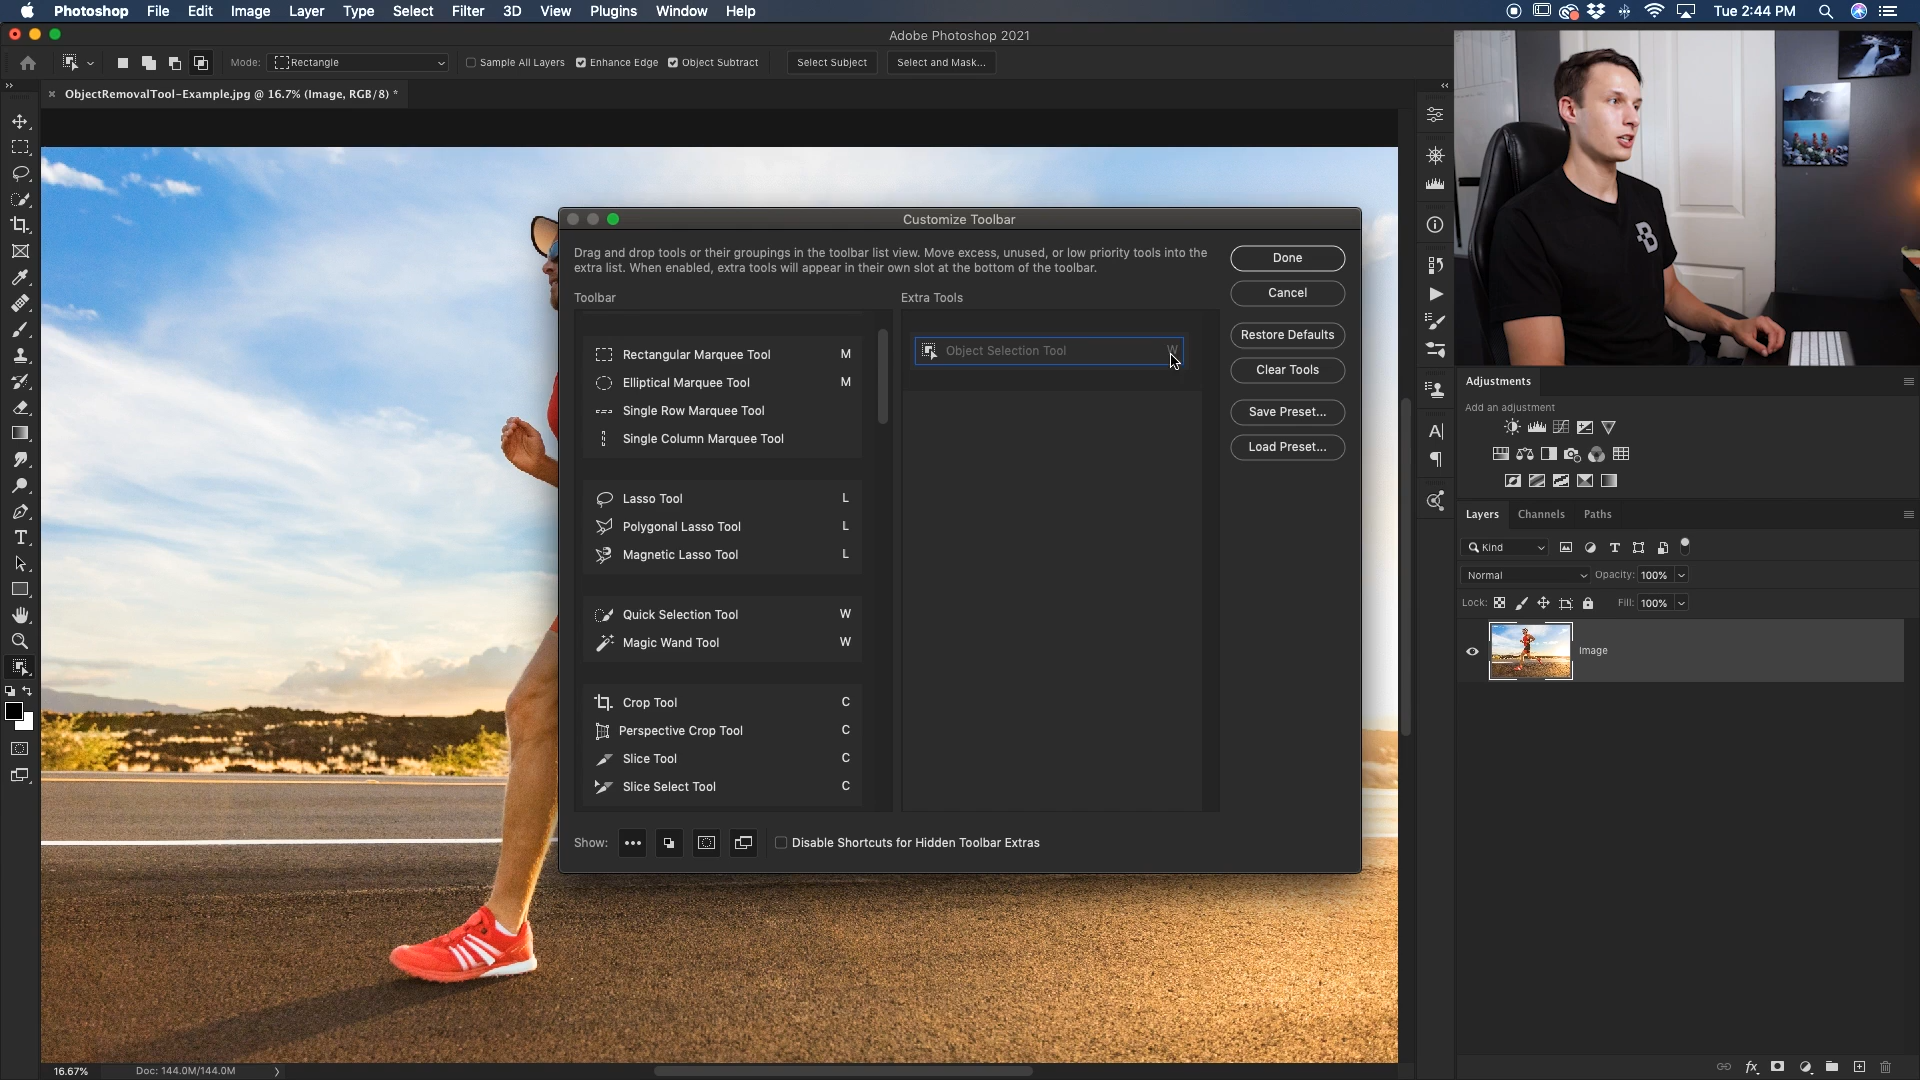 Photoshop File Edit Image Layer Type Select Filter 3D View Plugins Window Help Tue 2:44 PM
Adobe Photoshop 2021
Mode: Rectangle Sample All Layers Enhance Edge Object Subtract Select Subject Select and Mask...
ObjectRemovalTool-Example.jpg @ 16.7% (Image, RGB/8) *
Customize Toolbar
Drag and drop tools or their groupings in the toolbar list view. Move excess, unused, or low priority tools into the
extra list. When enabled, extra tools will appear in their own slot at the bottom of the toolbar.
Done
Cancel
Restore Defaults
Clear Tools
Save Preset...
Load Preset...
Toolbar
Rectangular Marquee Tool M
Elliptical Marquee Tool M
Single Row Marquee Tool
Single Column Marquee Tool
Lasso Tool L
Polygonal Lasso Tool L
Magnetic Lasso Tool L
Quick Selection Tool W
Magic Wand Tool W
Crop Tool C
Perspective Crop Tool C
Slice Tool C
Slice Select Tool C
Extra Tools
Object Selection Tool W
Show: Disable Shortcuts for Hidden Toolbar Extras
B
Adjustments
Add an adjustment
Layers Channels Paths
Kind
Normal Opacity: 100%
Lock: Fill: 100%
Image
16.67% Doc: 144.0M/144.0M